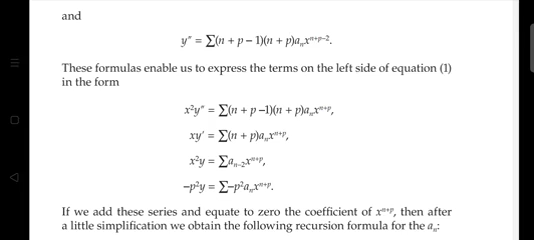 and
y″ = ∑(n + p − 1)(n + p)aₙxⁿ⁺ᵖ⁻².
These formulas enable us to express the terms on the left side of equation (1)
in the form
x²y″ = ∑(n + p −1)(n + p)aₙxⁿ⁺ᵖ,
xy′ = ∑(n + p)aₙxⁿ⁺ᵖ,
x²y = ∑aₙ₋₂xⁿ⁺ᵖ,
−p²y = ∑−p²aₙxⁿ⁺ᵖ.
If we add these series and equate to zero the coefficient of xⁿ⁺ᵖ, then after
a little simplification we obtain the following recursion formula for the aₙ: